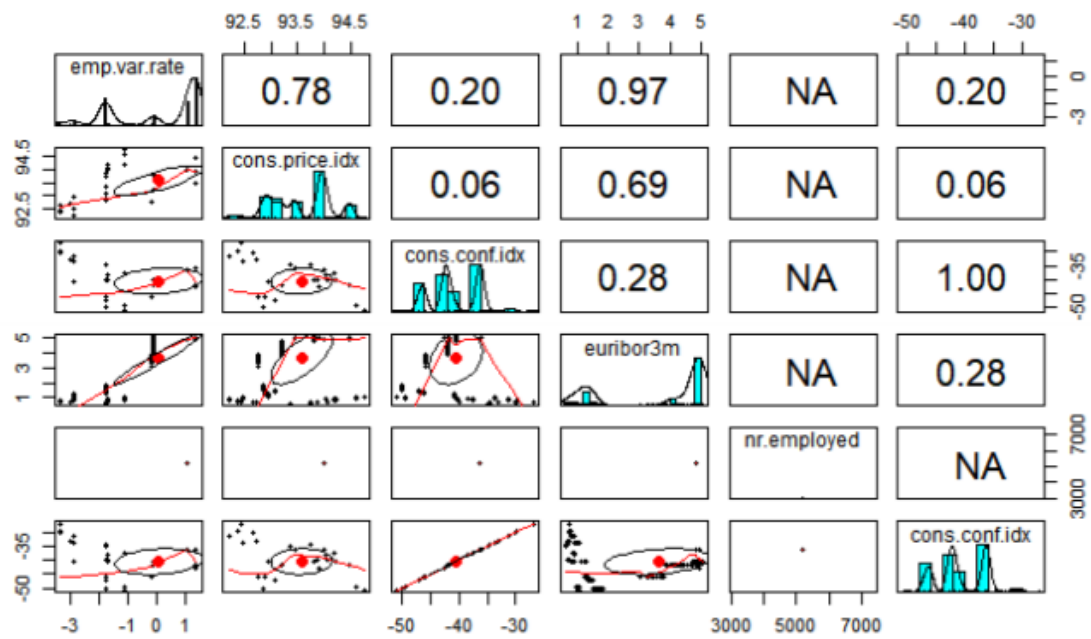 92.5 93.5 94.5 1 2 3 4 5 -50 -40 -30
emp.var.rate 0.78 0.20 0.97 NA 0.20 0 -3
94.5 92.5 cons.price.idx 0.06 0.69 NA 0.06
cons.conf.idx 0.28 NA 1.00 -35 -50
5 3 1 euribor3m NA 0.28
nr.employed NA 7000 3000
-35 -50 cons.conf.idx
-3 -1 0 1 -50 -40 -30 3000 5000 7000